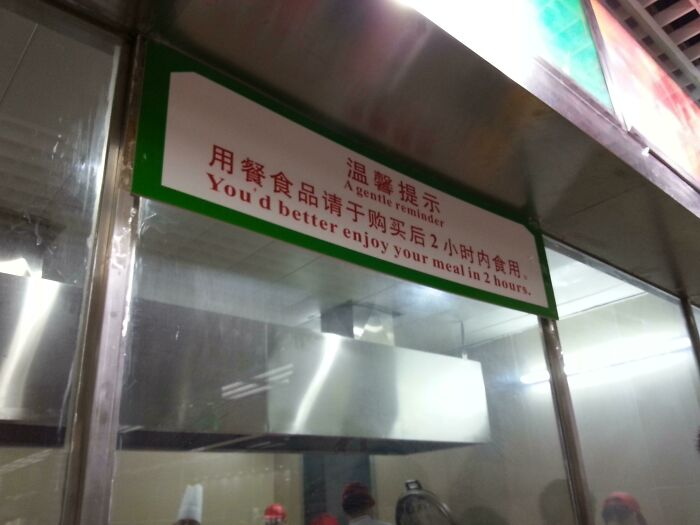 温馨提示
A gentle reminder
用餐食品请于购买后2小时内食用。
You'd better enjoy your meal in 2 hours.